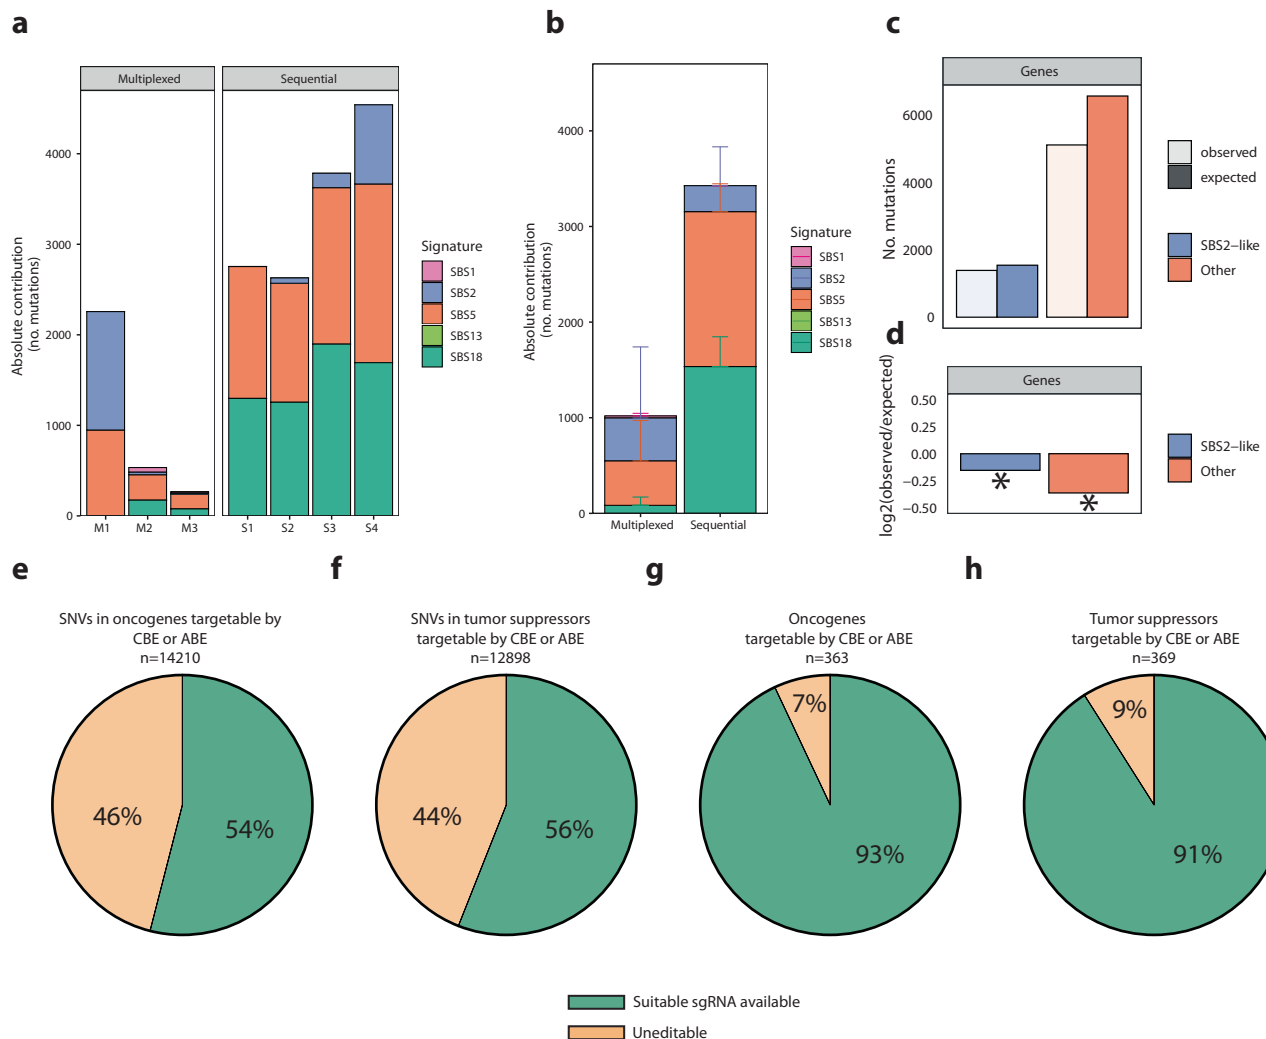 a
Multiplexed
Sequential
Absolute contribution
(no. mutations)
4000
3000
2000
1000
0
M1
M2
M3
S1
S2
S3
S4
Signature
SBS1
SBS2
SBS5
SBS13
SBS18
b
Absolute contribution
(no. mutations)
4000
3000
2000
1000
0
Multiplexed
Sequential
Signature
SBS1
SBS2
SBS5
SBS13
SBS18
c
Genes
No. mutations
6000
4000
2000
0
observed
expected
SBS2−like
Other
d
Genes
log2(observed/expected)
0.50
0.25
0.00
−0.25
−0.50
*
*
SBS2−like
Other
e
SNVs in oncogenes targetable by
CBE or ABE
n=14210
46%
54%
f
SNVs in tumor suppressors
targetable by CBE or ABE
n=12898
44%
56%
g
Oncogenes
targetable by CBE or ABE
n=363
7%
93%
h
Tumor suppressors
targetable by CBE or ABE
n=369
9%
91%
Suitable sgRNA available
Uneditable